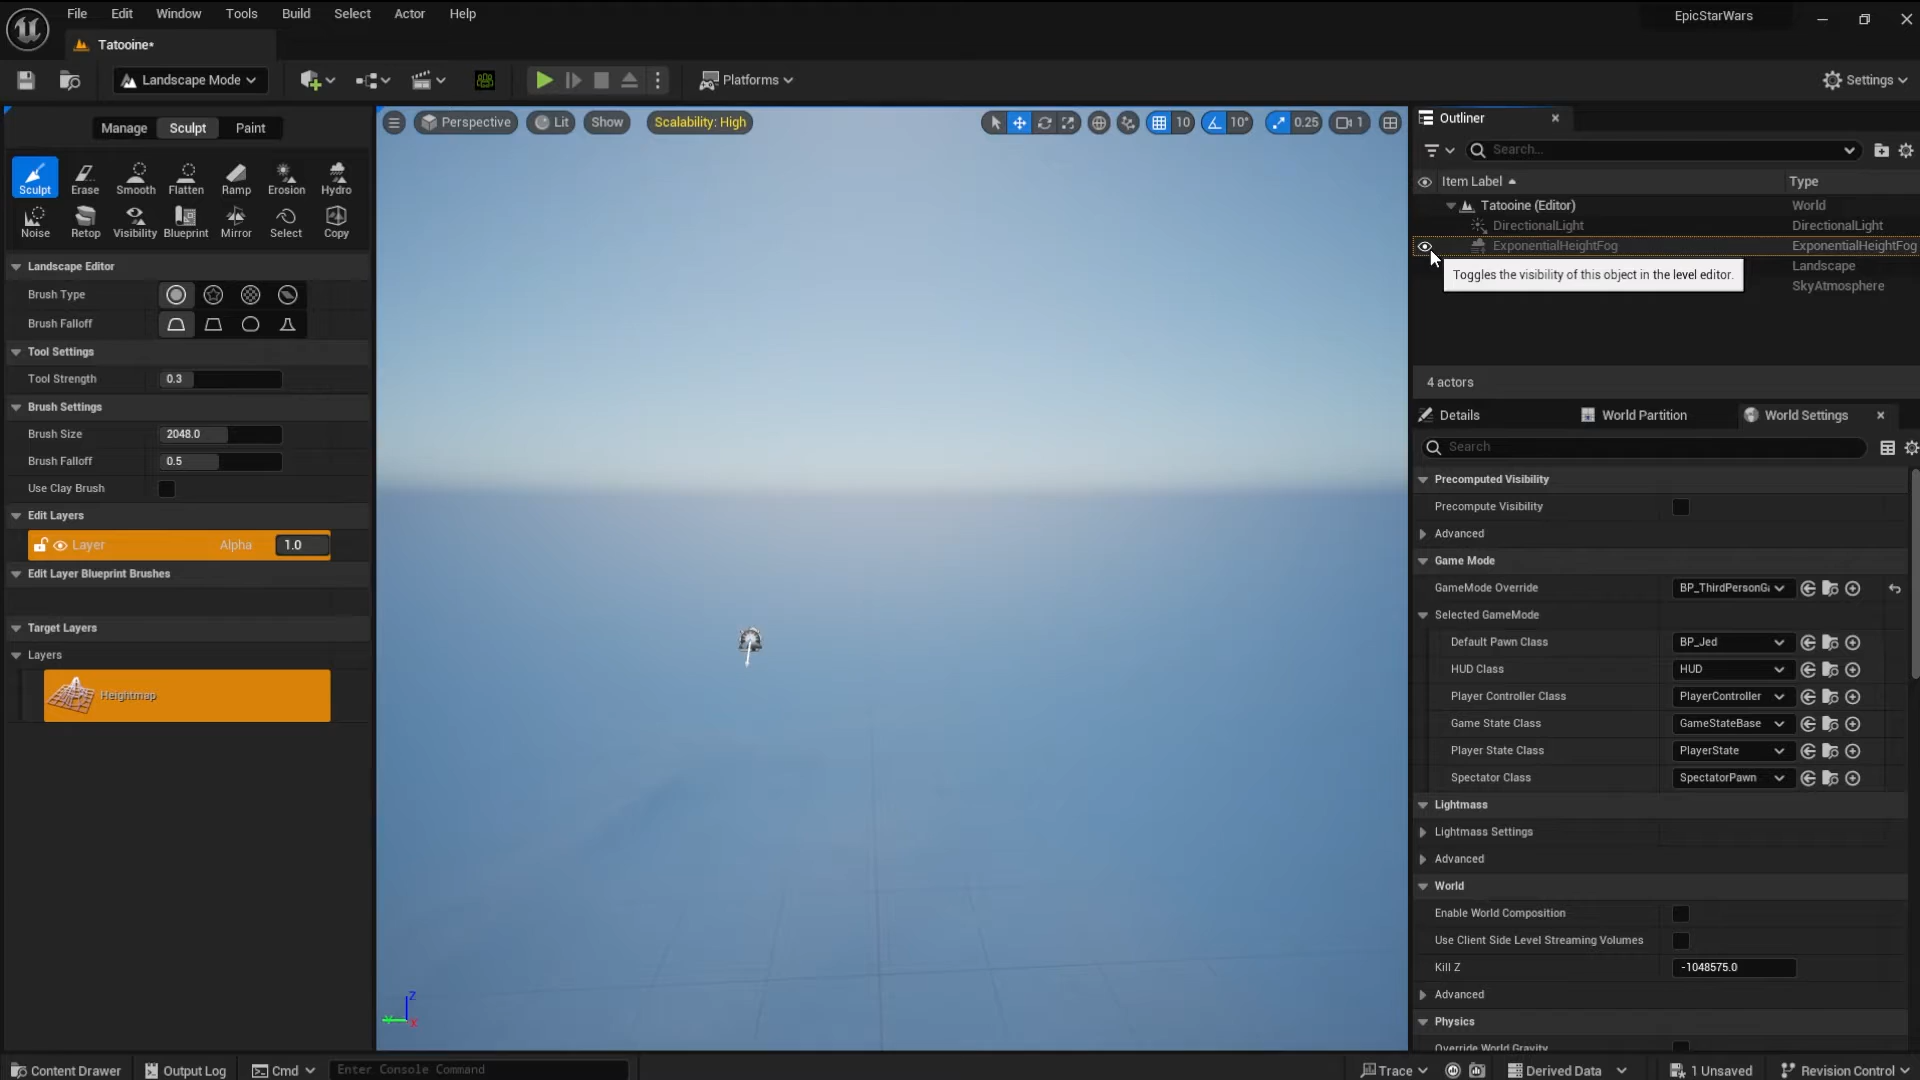 File Edit Window Tools Build Select Actor Help
EpicStarWars
Tatooine*
Landscape Mode
Platforms
Settings
Manage Sculpt Paint
Perspective Lit Show Scalability: High 10 10° 0.25 1
Outliner
Search...
Sculpt Erase Smooth Flatten Ramp Erosion Hydro
Item Label Type
Tatooine (Editor) World
Noise Retop Visibility Blueprint Mirror Select Copy
DirectionalLight DirectionalLight
ExponentialHeightFog ExponentialHeightFog
Landscape Editor
Landscape
Toggles the visibility of this object in the level editor.
SkyAtmosphere
Brush Type
Brush Falloff
Tool Settings
Tool Strength 0.3
4 actors
Brush Settings
Details World Partition World Settings
Brush Size 2048.0
Search
Brush Falloff 0.5
Precomputed Visibility
Use Clay Brush
Precompute Visibility
Edit Layers
Advanced
Layer Alpha 1.0
Game Mode
Edit Layer Blueprint Brushes
GameMode Override BP_ThirdPersonG
Selected GameMode
Target Layers
Default Pawn Class BP_Jed
Layers
HUD Class HUD
Heightmap
Player Controller Class PlayerController
Game State Class GameStateBase
Player State Class PlayerState
Spectator Class SpectatorPawn
Lightmass
Lightmass Settings
Advanced
World
Enable World Composition
Use Client Side Level Streaming Volumes
Kill Z -1048575.0
Advanced
Z
Y X
Physics
Override World Gravity
Content Drawer Output Log Cmd Enter Console Command Trace Derived Data 1 Unsaved Revision Control